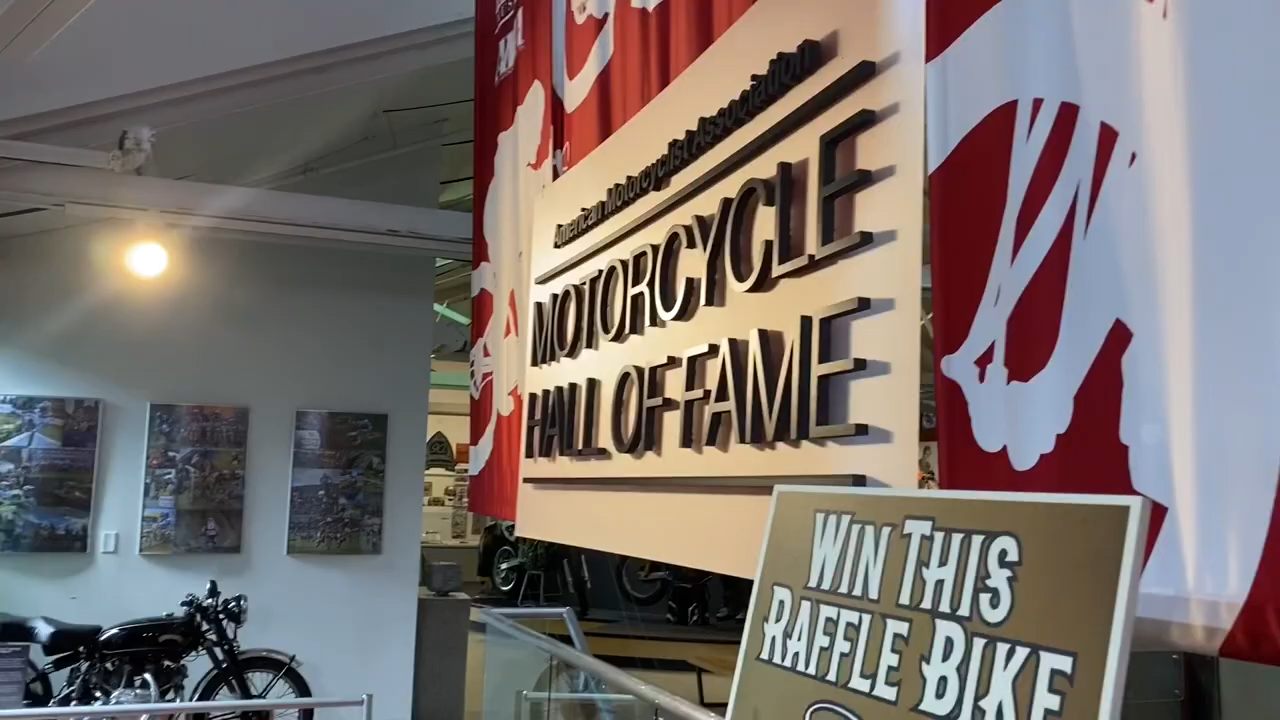 American Motorcyclist Association
MOTORCYCLE
HALL OF FAME
WIN THIS
RAFFLE BIKE